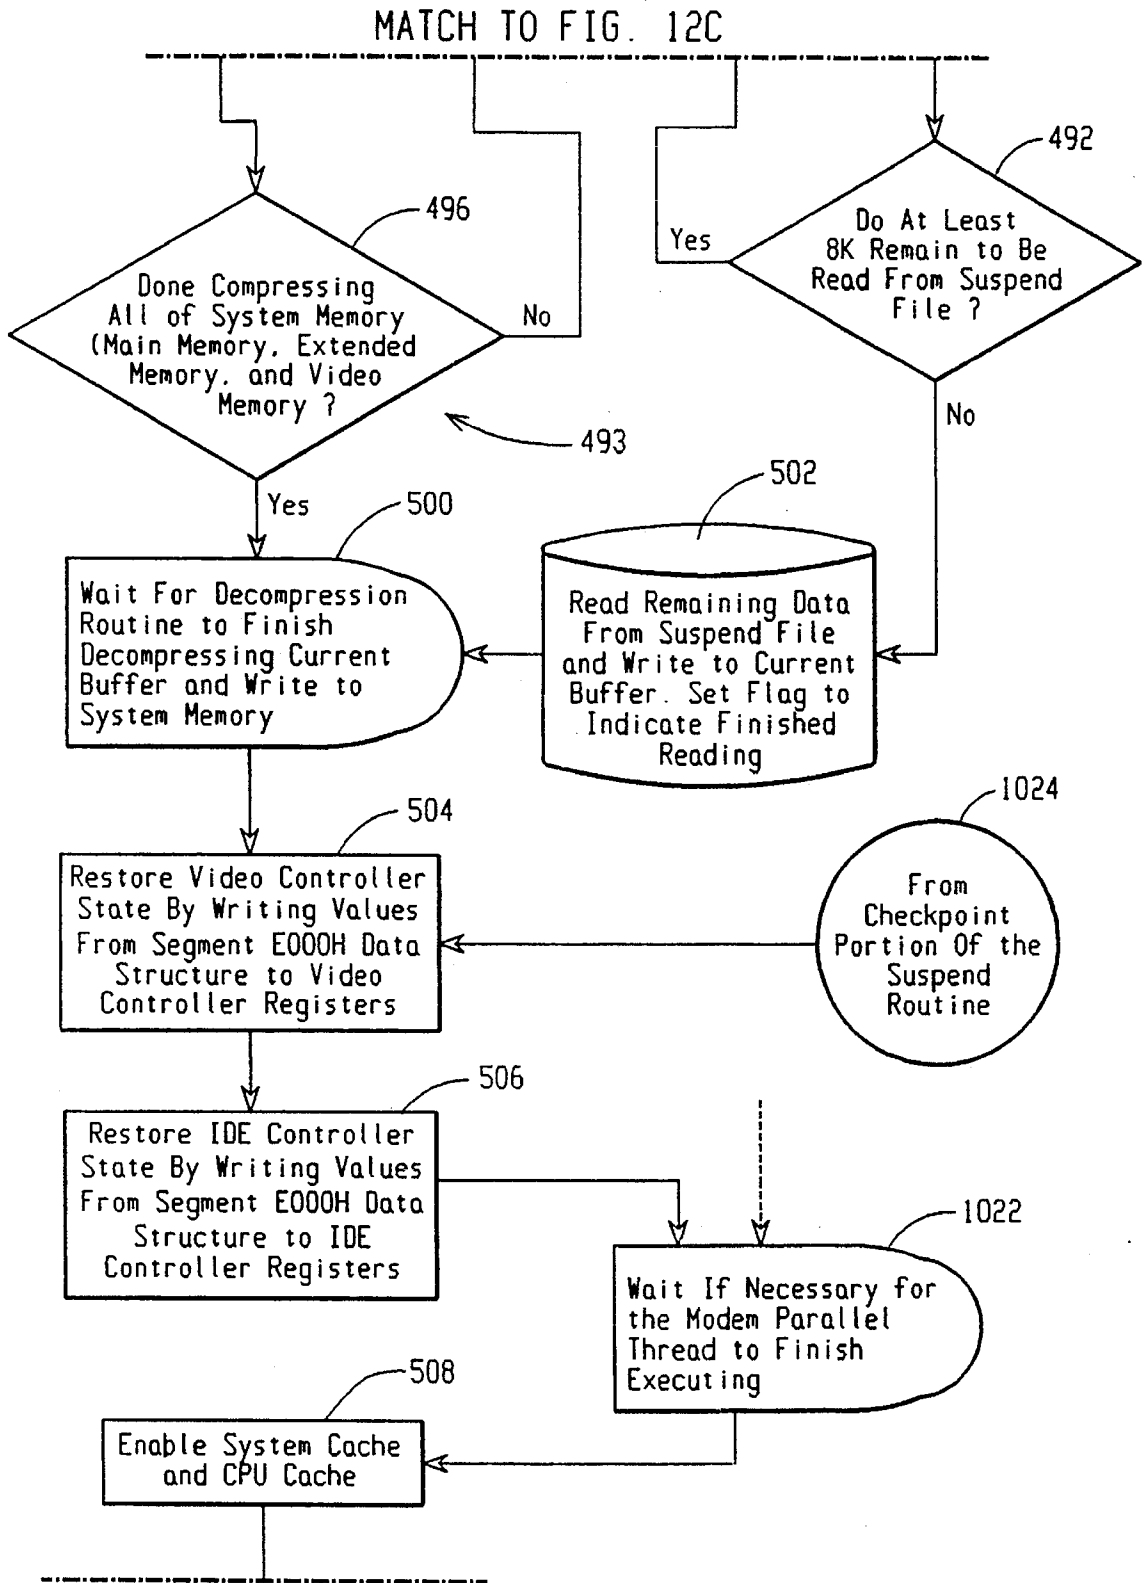 MATCH TO FIG. 12C
492
Do At Least
8K Remain to Be
Read From Suspend
File ?
Yes
No
496
Done Compressing
All of System Memory
(Main Memory, Extended
Memory, and Video
Memory ?
No
493
Yes
500
Wait For Decompression
Routine to Finish
Decompressing Current
Buffer and Write to
System Memory
502
Read Remaining Data
From Suspend File
and Write to Current
Buffer. Set Flag to
Indicate Finished
Reading
504
Restore Video Controller
State By Writing Values
From Segment E000H Data
Structure to Video
Controller Registers
1024
From
Checkpoint
Portion Of the
Suspend
Routine
506
Restore IDE Controller
State By Writing Values
From Segment E000H Data
Structure to IDE
Controller Registers
1022
Wait If Necessary for
the Modem Parallel
Thread to Finish
Executing
508
Enable System Cache
and CPU Cache